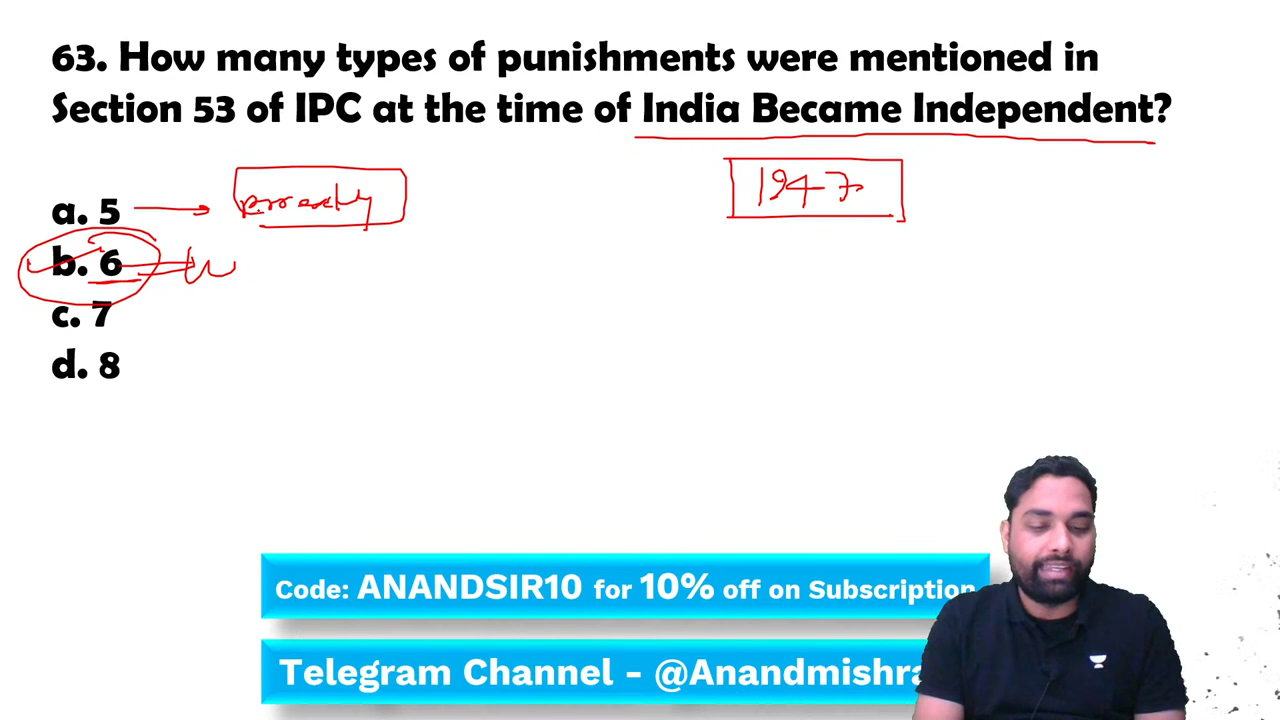 63. How many types of punishments were mentioned in
Section 53 of IPC at the time of India Became Independent?
1947
a. 5
b. 6
c. 7
d. 8
Code: ANANDSIR10 for 10% off on Subscription
Telegram Channel - @Anandmishra